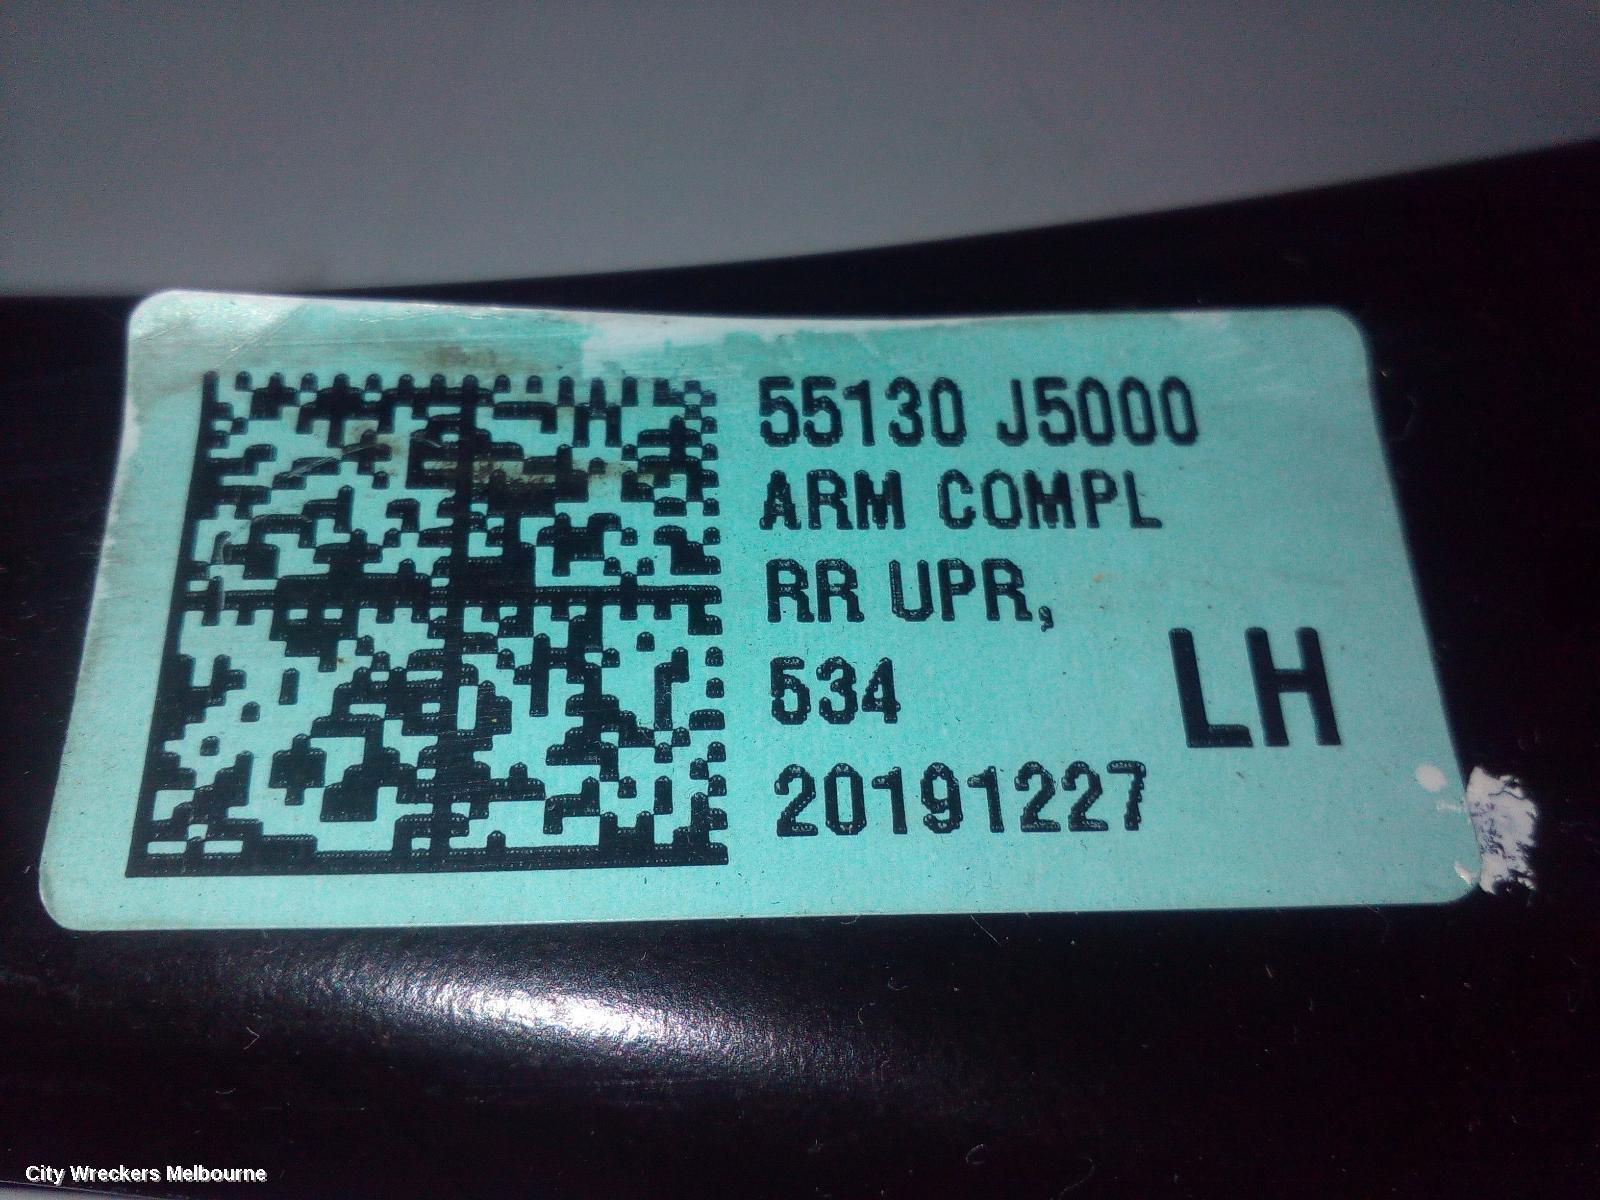 55130 J5000
ARM COMPL
RR UPR,
534
LH
20191227
City Wreckers Melbourne